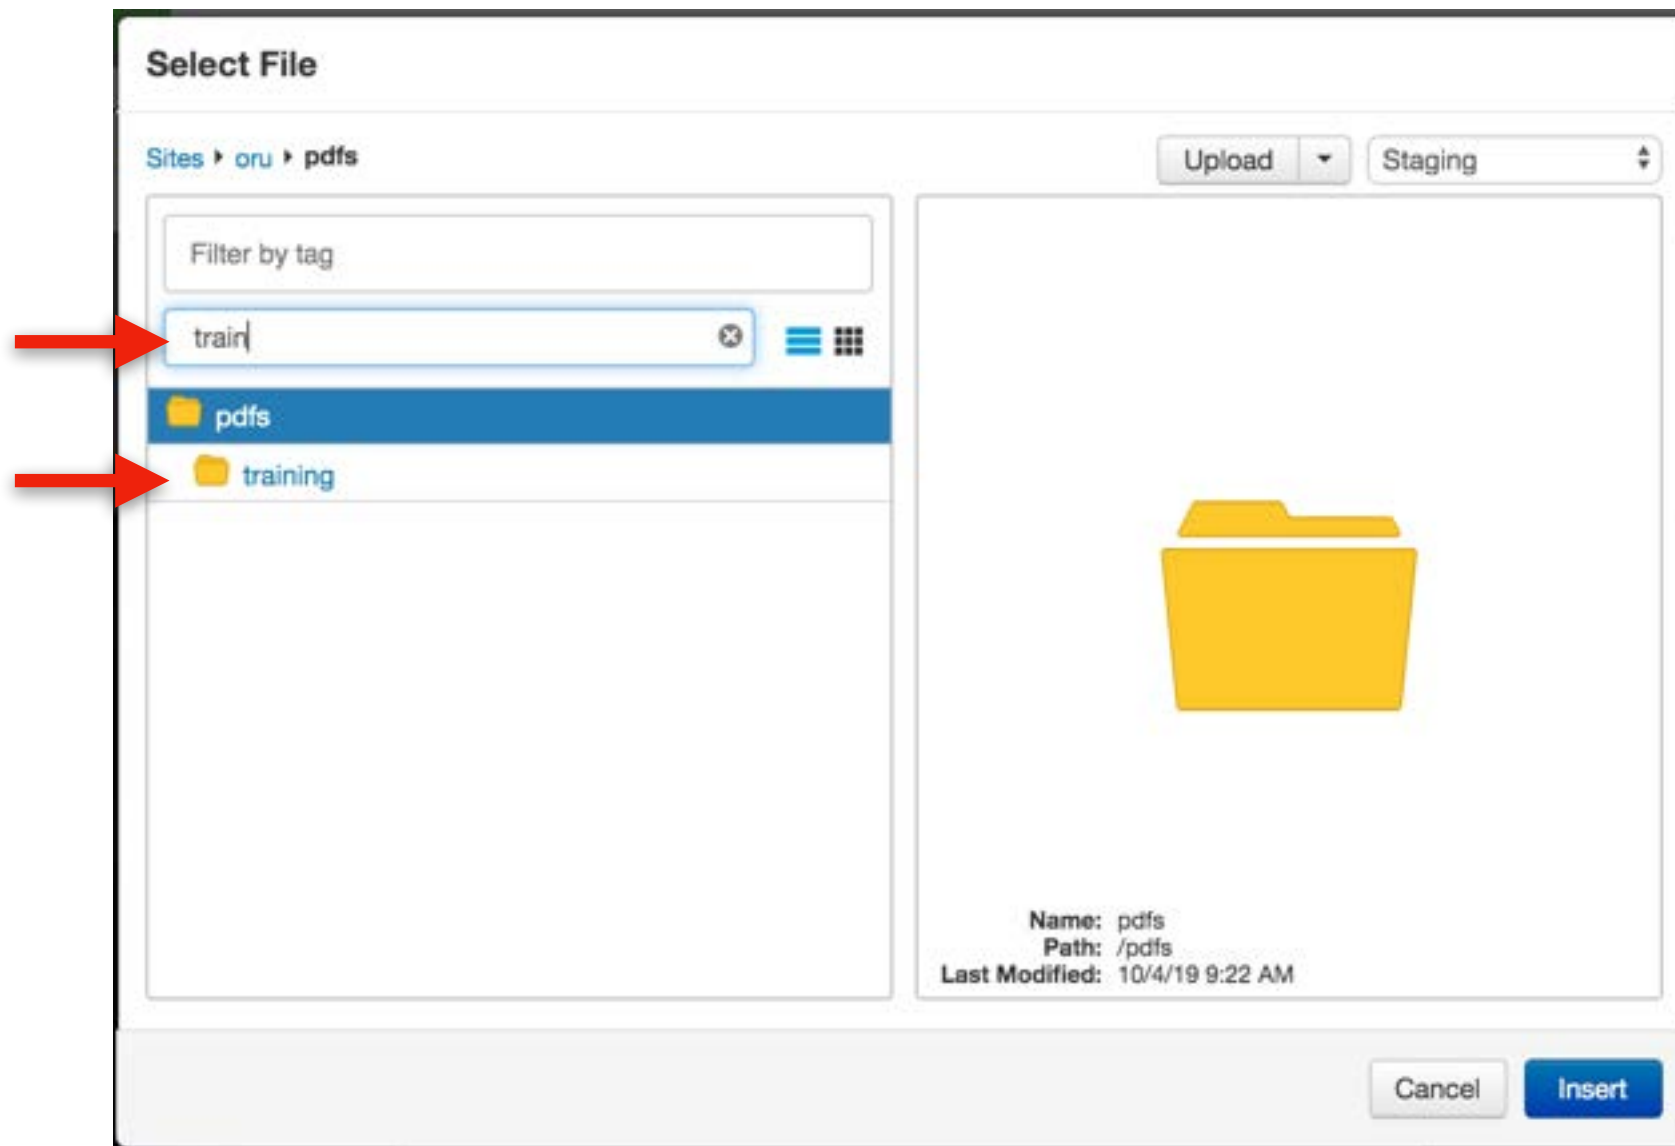 Select File
Sites ▸ oru ▸ pdfs
Upload
Staging
Filter by tag
train
pdfs
training
Name: pdfs
Path: /pdfs
Last Modified: 10/4/19 9:22 AM
Cancel
Insert